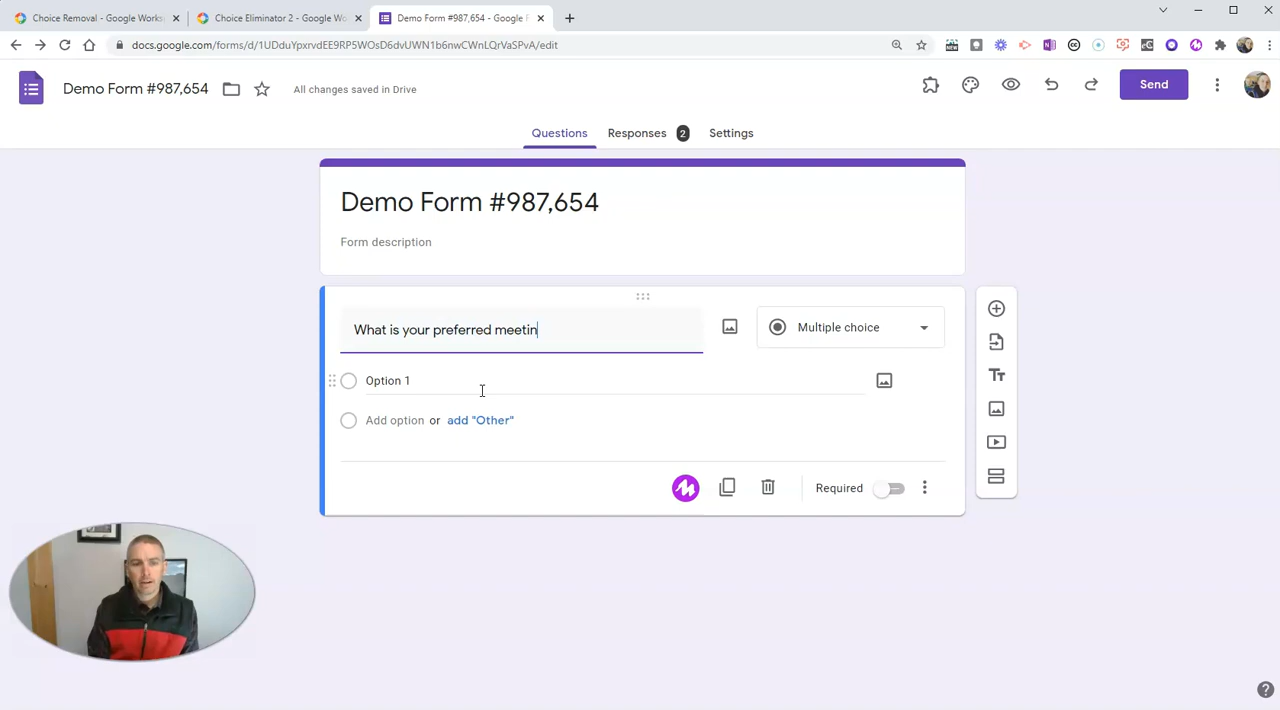 Choice Removal - Google Works
Choice Eliminator 2 - Google Wo
Demo Form #987,654 - Google F
docs.google.com/forms/d/1UDduYpxrvdEE9RP5WOsD6dvUWN1b6nwCWnLQrVaSPvA/edit
Demo Form #987,654
All changes saved in Drive
Send
Questions
Responses
2
Settings
Demo Form #987,654
Form description
What is your preferred meetin
Multiple choice
Option 1
Add option or add "Other"
Required